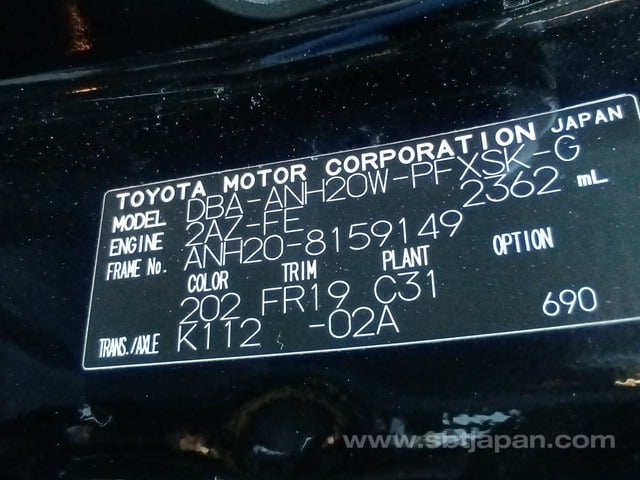 TOYOTA MOTOR CORPORATION JAPAN
MODEL DBA-ANH20W-PFXSK-G
ENGINE 2AZ-FE 2362 mL
FRAME No. ANH20-8159149
COLOR TRIM PLANT OPTION
202 FR19 C31
TRANS./AXLE K112 -02A 690
www.sbtjapan.com